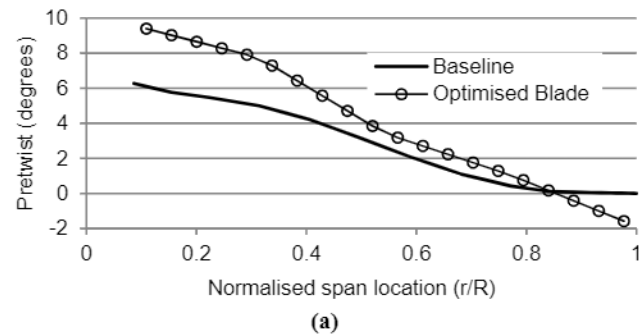 10
8
6
4
2
0
-2
Pretwist (degrees)
Baseline
Optimised Blade
0 0.2 0.4 0.6 0.8 1
Normalised span location (r/R)
(a)